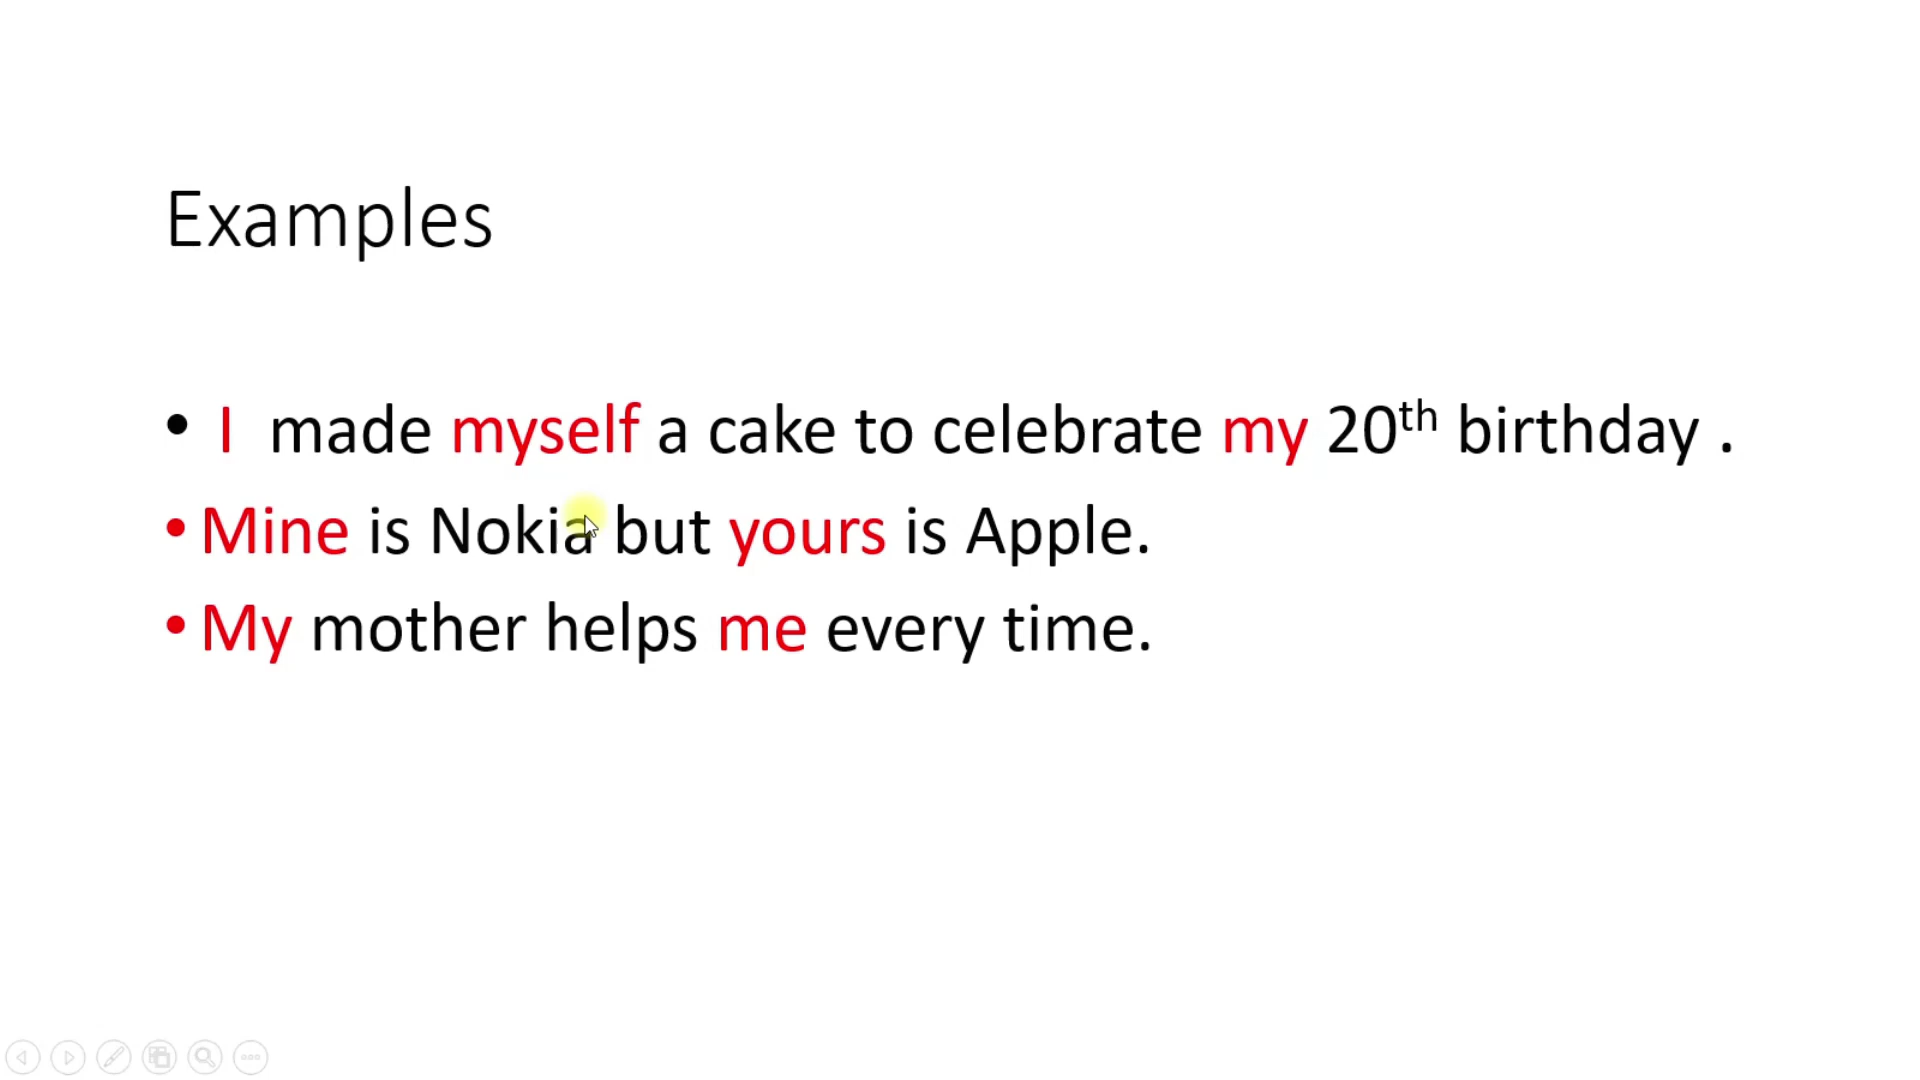 Examples
• I made myself a cake to celebrate my 20th birthday .
• Mine is Nokia but yours is Apple.
• My mother helps me every time.